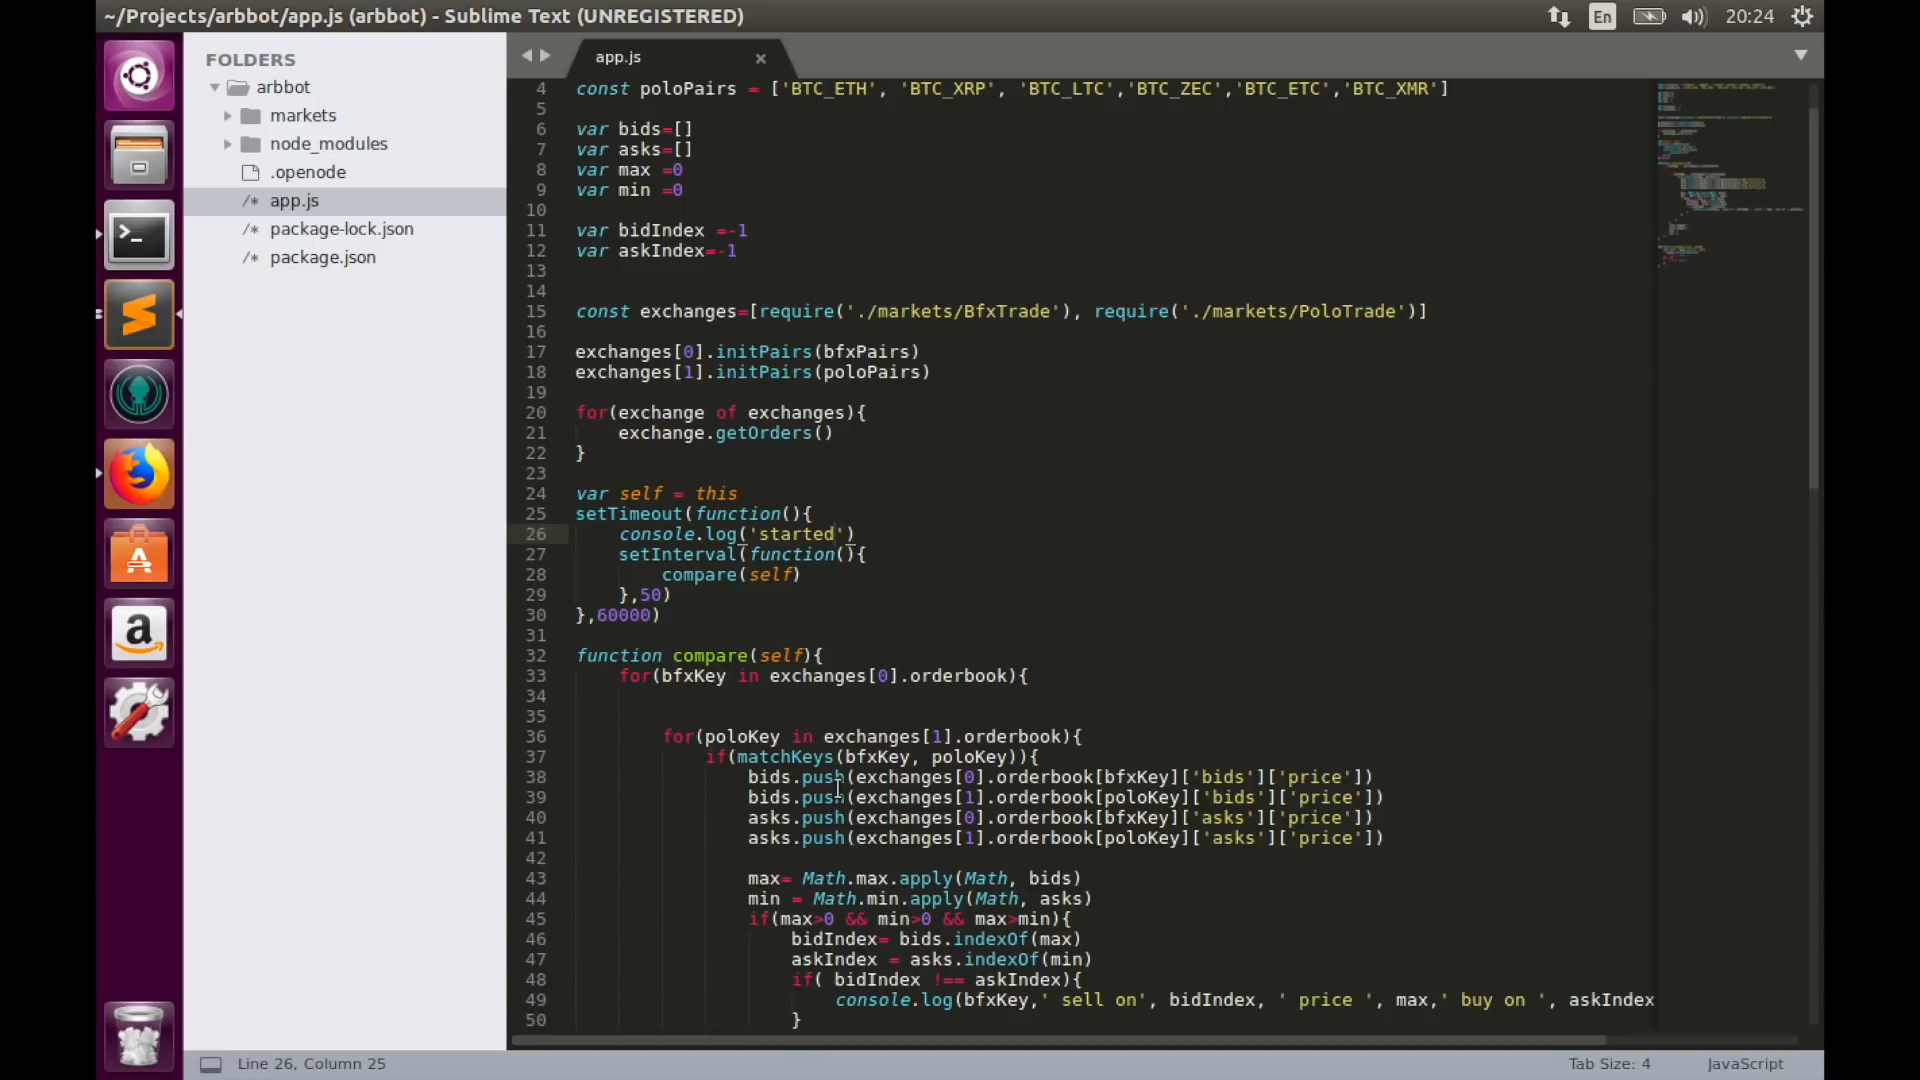 ~/Projects/arbbot/app.js (arbbot) - Sublime Text (UNREGISTERED)
En
20:24
FOLDERS
arbbot
markets
node_modules
.openode
/* app.js
/* package-lock.json
/* package.json
app.js
4 const poloPairs = ['BTC_ETH', 'BTC_XRP', 'BTC_LTC','BTC_ZEC','BTC_ETC','BTC_XMR']
5
6 var bids=[]
7 var asks=[]
8 var max =0
9 var min =0
10
11 var bidIndex =-1
12 var askIndex=-1
13
14
15 const exchanges=[require('./markets/BfxTrade'), require('./markets/PoloTrade')]
16
17 exchanges[0].initPairs(bfxPairs)
18 exchanges[1].initPairs(poloPairs)
19
20 for(exchange of exchanges){
21 exchange.getOrders()
22 }
23
24 var self = this
25 setTimeout(function(){
26 console.log('started')
27 setInterval(function(){
28 compare(self)
29 },50)
30 },60000)
31
32 function compare(self){
33 for(bfxKey in exchanges[0].orderbook){
34
35
36 for(poloKey in exchanges[1].orderbook){
37 if(matchKeys(bfxKey, poloKey)){
38 bids.push(exchanges[0].orderbook[bfxKey]['bids']['price'])
39 bids.push(exchanges[1].orderbook[poloKey]['bids']['price'])
40 asks.push(exchanges[0].orderbook[bfxKey]['asks']['price'])
41 asks.push(exchanges[1].orderbook[poloKey]['asks']['price'])
42
43 max= Math.max.apply(Math, bids)
44 min = Math.min.apply(Math, asks)
45 if(max>0 && min>0 && max>min){
46 bidIndex= bids.indexOf(max)
47 askIndex = asks.indexOf(min)
48 if( bidIndex !== askIndex){
49 console.log(bfxKey,' sell on', bidIndex, ' price ', max,' buy on ', askIndex
50 }
Line 26, Column 25
Tab Size: 4
JavaScript